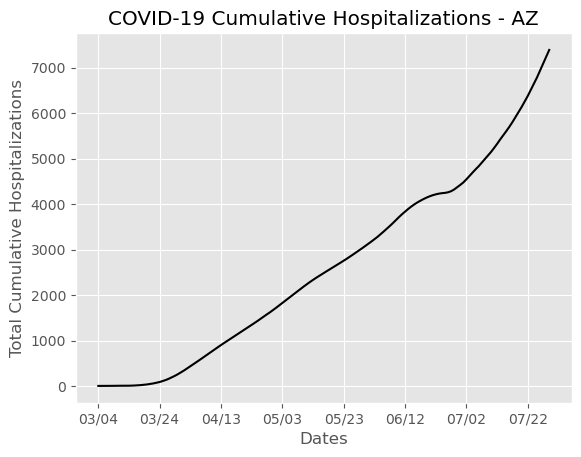 COVID-19 Cumulative Hospitalizations - AZ
Total Cumulative Hospitalizations
7000
6000
5000
4000
3000
2000
1000
0
03/04 03/24 04/13 05/03 05/23 06/12 07/02 07/22
Dates